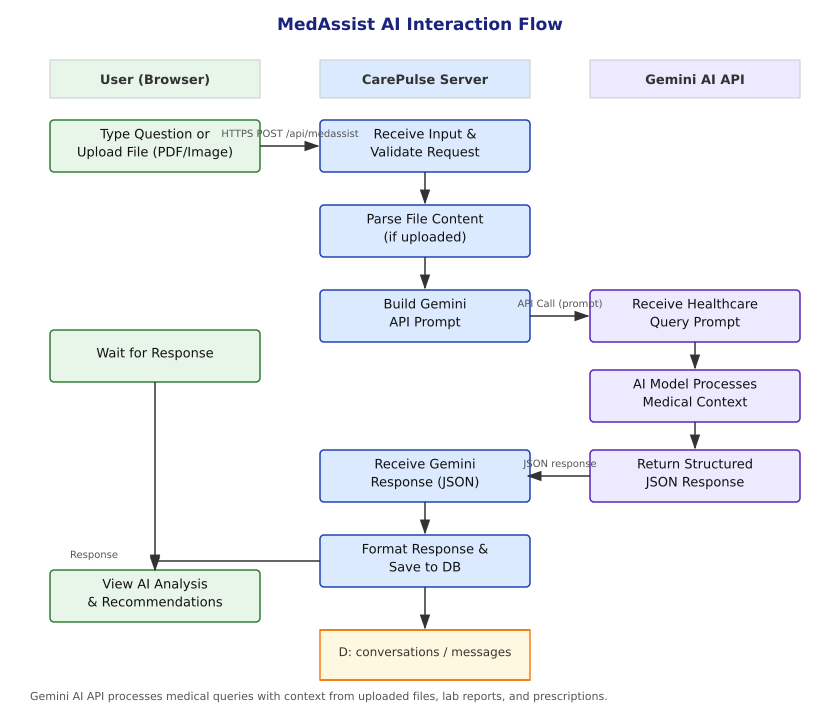 MedAssist AI Interaction Flow
User (Browser)
CarePulse Server
Gemini AI API
Type Question or
Upload File (PDF/Image)
HTTPS POST /api/medassist
Receive Input &
Validate Request
Parse File Content
(if uploaded)
Build Gemini
API Prompt
API Call (prompt)
Receive Healthcare
Query Prompt
Wait for Response
AI Model Processes
Medical Context
Receive Gemini
Response (JSON)
JSON response
Return Structured
JSON Response
Format Response &
Save to DB
Response
View AI Analysis
& Recommendations
D: conversations / messages
Gemini AI API processes medical queries with context from uploaded files, lab reports, and prescriptions.